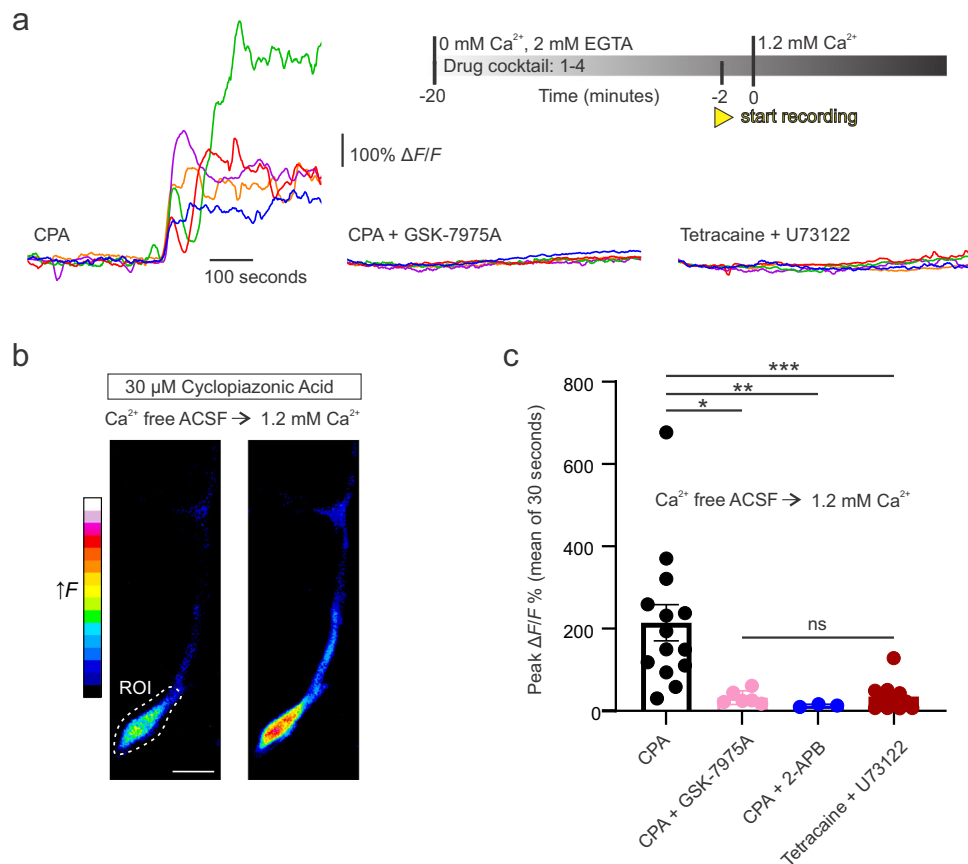 a
0 mM Ca²⁺, 2 mM EGTA
1.2 mM Ca²⁺
Drug cocktail: 1-4
-20
Time (minutes)
-2
0
start recording
100% ΔF/F
CPA
CPA + GSK-7975A
Tetracaine + U73122
100 seconds
b
30 µM Cyclopiazonic Acid
Ca²⁺ free ACSF → 1.2 mM Ca²⁺
↑F
ROI
c
Peak ΔF/F % (mean of 30 seconds)
800
600
400
200
0
***
**
*
Ca²⁺ free ACSF → 1.2 mM Ca²⁺
ns
CPA
CPA + GSK-7975A
CPA + 2-APB
Tetracaine + U73122